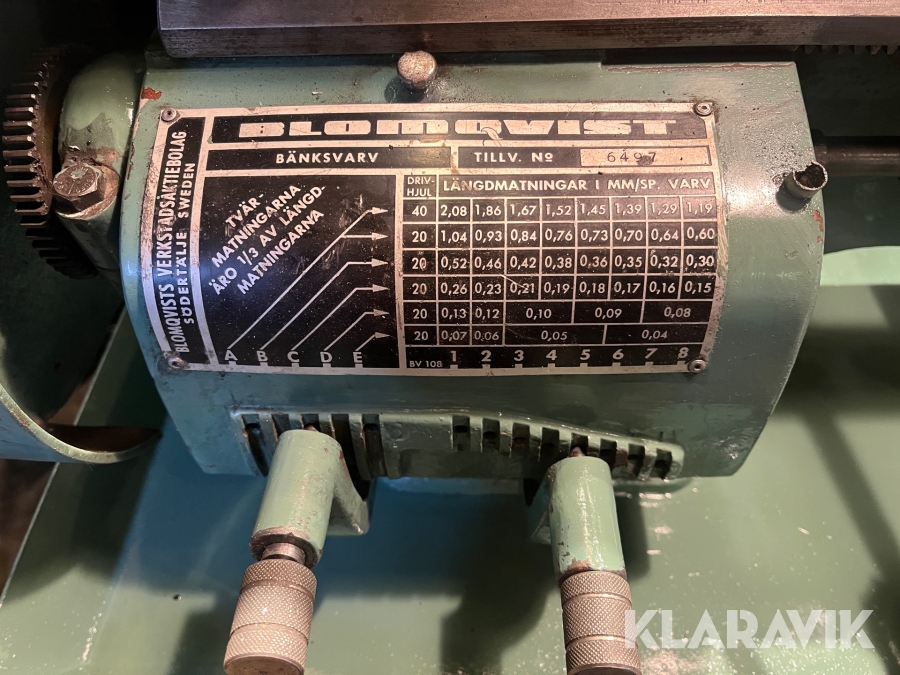 BLOMQVISTS VERKSTADSAKTIEBOLAG
SÖDERTÄLJE SWEDEN
BLOMQVIST
BÄNKSVARV TILLV. Nº 6497
TVÄR-
MATNINGARNA
ÄRO 1/3 AV LÄNGD-
MATNINGARNA
DRIV-
HJUL LÄNGDMATNINGAR I MM/SP. VARV
40 2,08 1,86 1,67 1,52 1,45 1,39 1,29 1,19
20 1,04 0,93 0,84 0,76 0,73 0,70 0,64 0,60
20 0,52 0,46 0,42 0,38 0,36 0,35 0,32 0,30
20 0,26 0,23 0,21 0,19 0,18 0,17 0,16 0,15
20 0,13 0,12 0,10 0,09 0,08
20 0,07 0,06 0,05 0,04
A B C D E BV 108 1 2 3 4 5 6 7 8
KLARAVIK